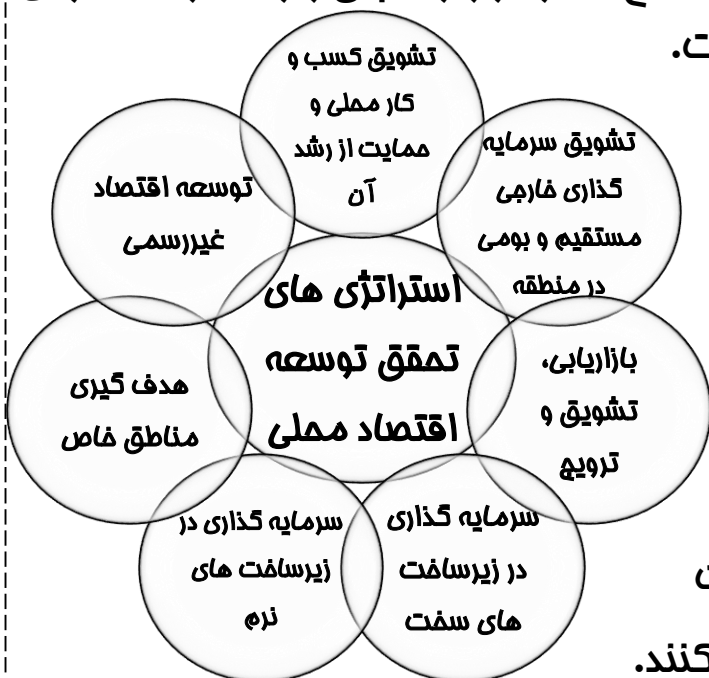 ت.
تشویق کسب و
کار محلی و
حمایت از رشد
آن
تشویق سرمایه
گذاری خارجی
مستقیم و بومی
در منطقه
بازاریابی،
تشویق و
ترویج
سرمایه گذاری
در زیرساخت
های سخت
سرمایه گذاری در
زیرساخت های
نرم
هدف گیری
مناطق خاص
توسعه اقتصاد
غیررسمی
استراتژی های
تحقق توسعه
اقتصاد محلی
کنند.